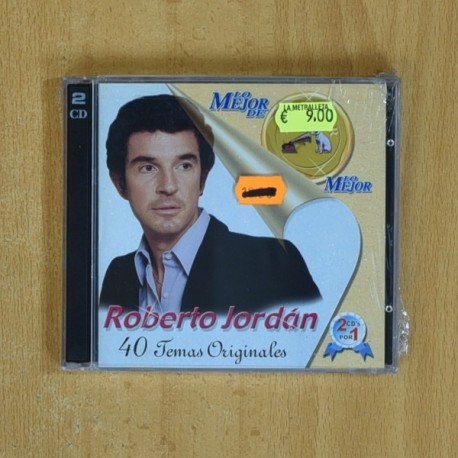 2
CD
LO
MEJOR
DE
LA METRALLETA
€ 9.00
LO
MEJOR
Roberto Jordán
40 Temas Originales
2 CD's
POR 1